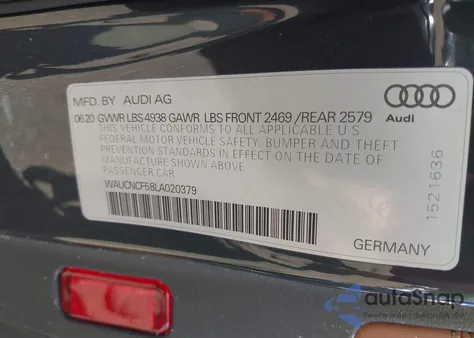 MFD. BY AUDI AG
Audi
06 20 GVWR LBS 4938 GAWR LBS FRONT 2469 /REAR 2579
THIS VEHICLE CONFORMS TO ALL APPLICABLE U S
FEDERAL MOTOR VEHICLE SAFETY, BUMPER AND THEFT
PREVENTION STANDARDS IN EFFECT ON THE DATE OF
MANUFACTURE SHOWN ABOVE.
PASSENGER CAR
WAUCNCF58LA020379
1521636
GERMANY
autoSnap